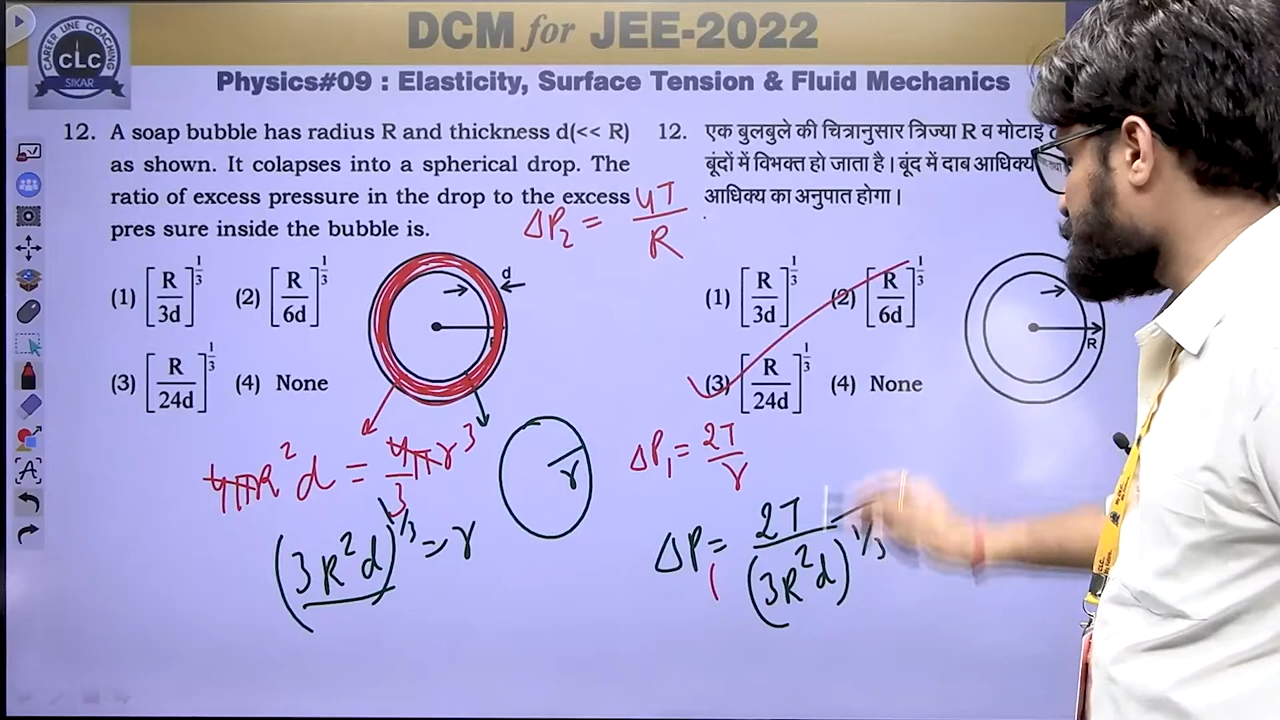 DCM for JEE-2022
CAREER LINE COACHING
CLC
SIKAR
Physics#09 : Elasticity, Surface Tension & Fluid Mechanics
12. A soap bubble has radius R and thickness d(<< R)
as shown. It colapses into a spherical drop. The
ratio of excess pressure in the drop to the excess
pres sure inside the bubble is.
(1) [R/3d]^1/3 (2) [R/6d]^1/3
(3) [R/24d]^1/3 (4) None
d
R
12. एक बुलबुले की चित्रानुसार त्रिज्या R व मोटाई
बूंदों में विभक्त हो जाता है। बूंद में दाब आधिक्य
आधिक्य का अनुपात होगा।
(1) [R/3d]^1/3 (2) [R/6d]^1/3
(3) [R/24d]^1/3 (4) None
R
ΔP₂ = 4T/R
4πR²d = 4/3 πr³
(3R²d)^1/3 = r
r
ΔP₁ = 2T/r
ΔP₁ = 2T/(3R²d)^1/3